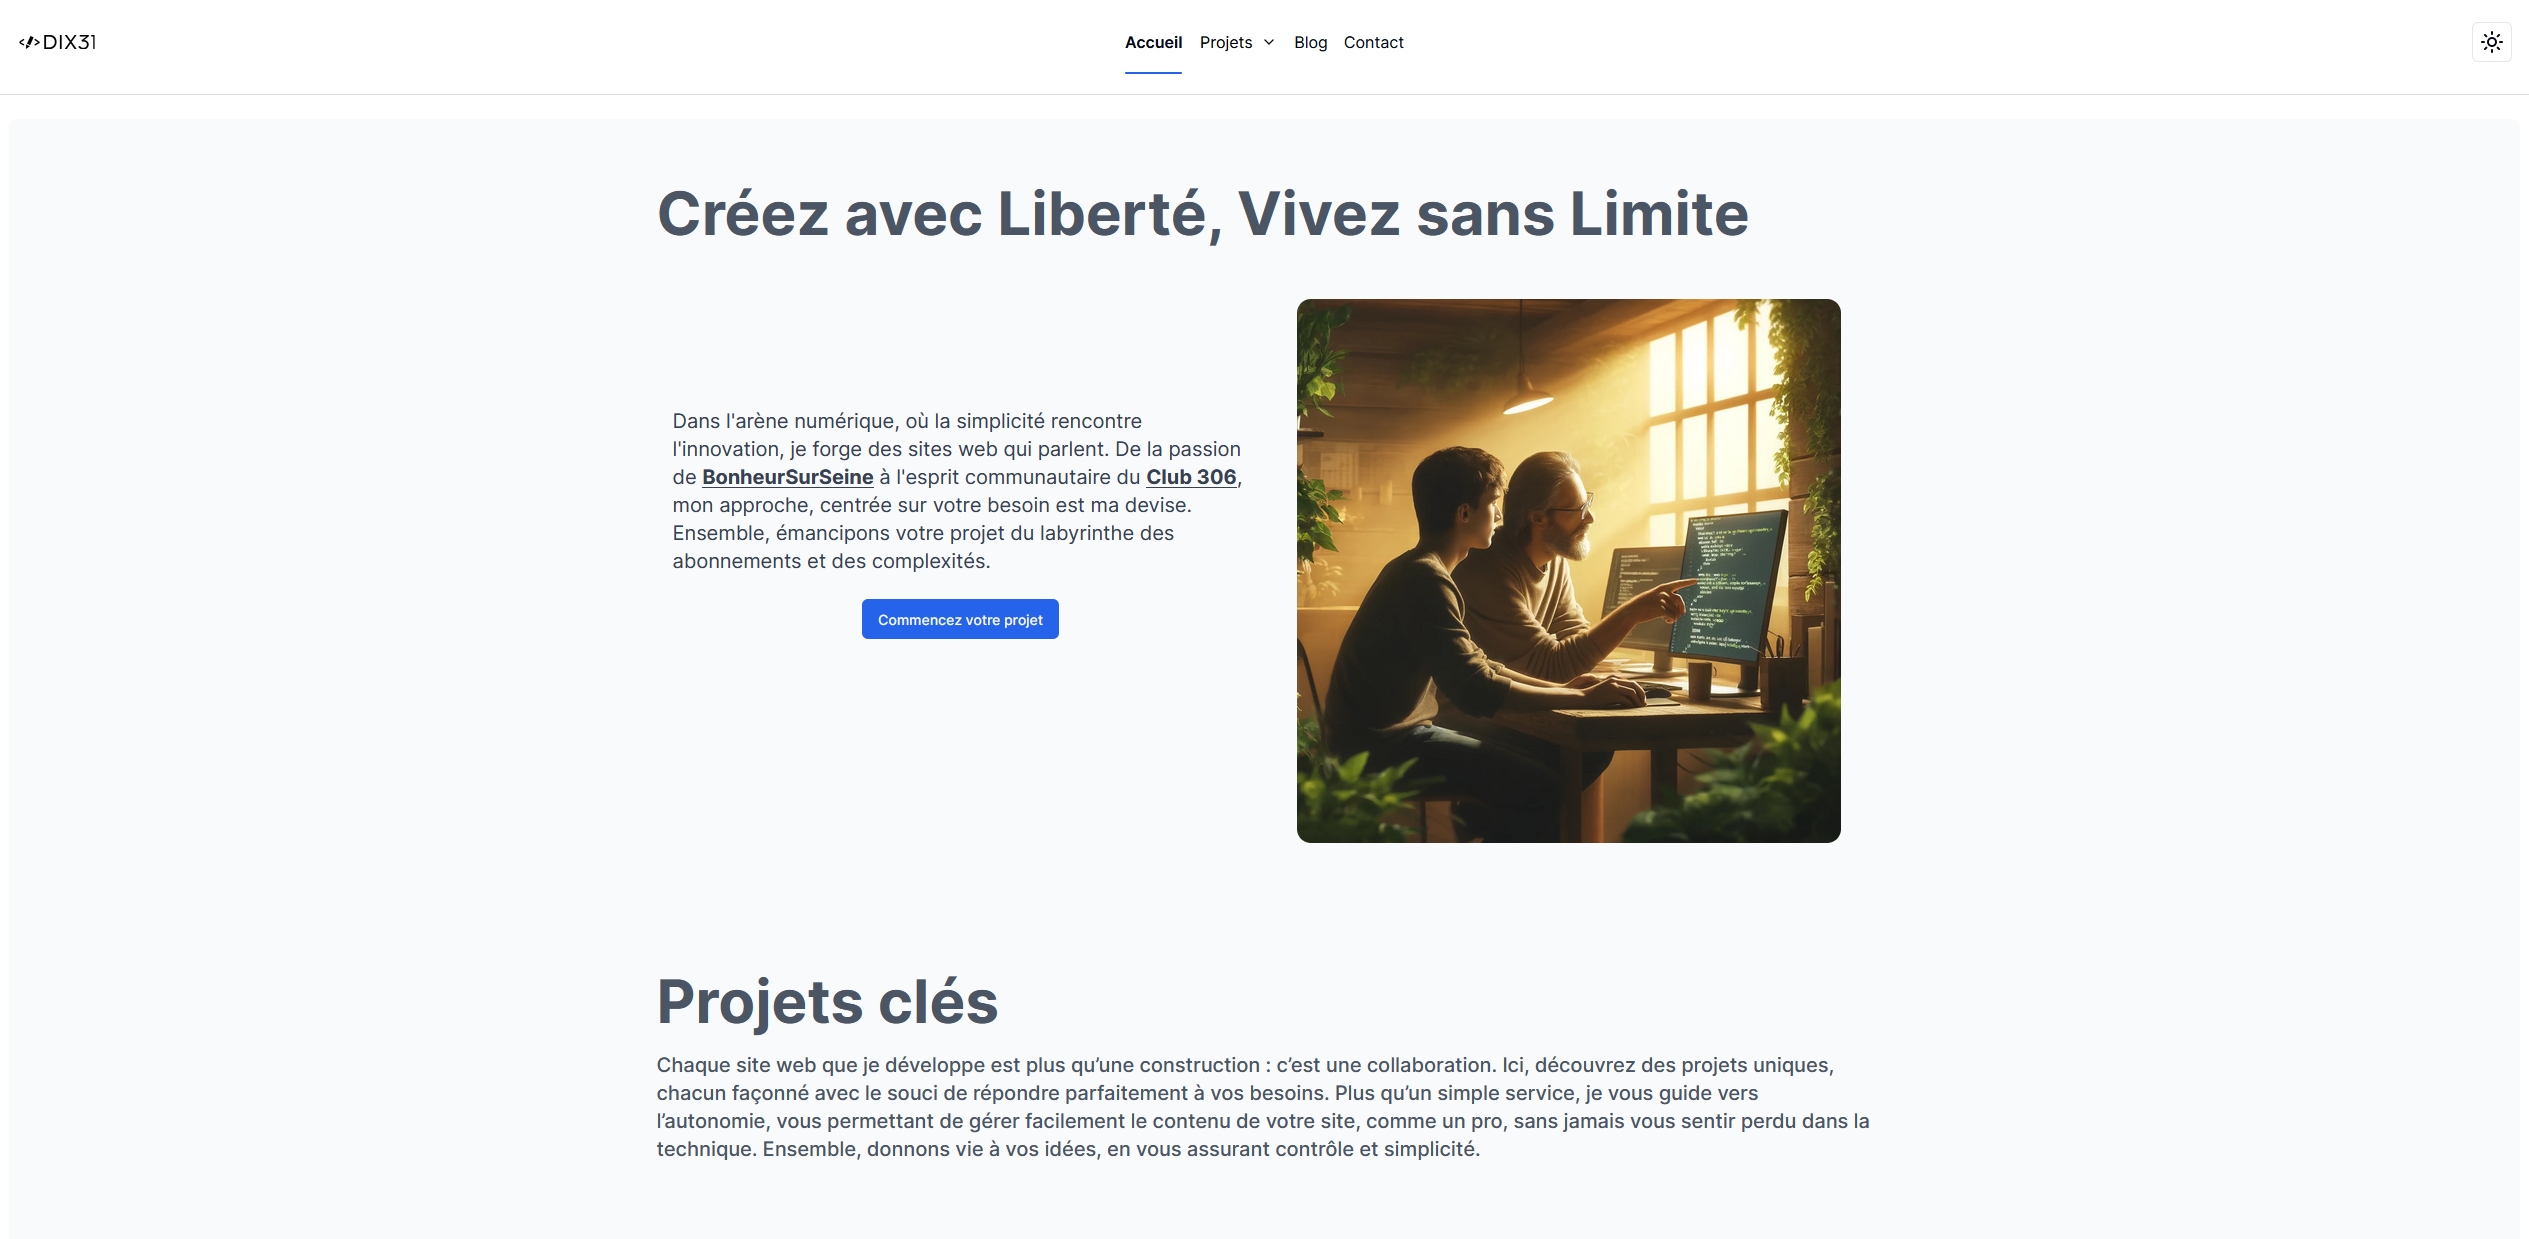 </>DIX31
Accueil Projets Blog Contact
Créez avec Liberté, Vivez sans Limite
Dans l'arène numérique, où la simplicité rencontre
l'innovation, je forge des sites web qui parlent. De la passion
de BonheurSurSeine à l'esprit communautaire du Club 306,
mon approche, centrée sur votre besoin est ma devise.
Ensemble, émancipons votre projet du labyrinthe des
abonnements et des complexités.
Commencez votre projet
Projets clés
Chaque site web que je développe est plus qu’une construction : c’est une collaboration. Ici, découvrez des projets uniques,
chacun façonné avec le souci de répondre parfaitement à vos besoins. Plus qu’un simple service, je vous guide vers
l’autonomie, vous permettant de gérer facilement le contenu de votre site, comme un pro, sans jamais vous sentir perdu dans la
technique. Ensemble, donnons vie à vos idées, en vous assurant contrôle et simplicité.